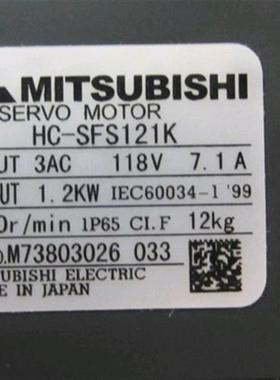 MITSUBISHI
SERVO MOTOR
HC-SFS121K
UT 3AC 118V 7.1A
UT 1.2KW IEC60034-1 '99
0r/min IP65 CI.F 12kg
.M73803026 033
UBISHI ELECTRIC
E IN JAPAN